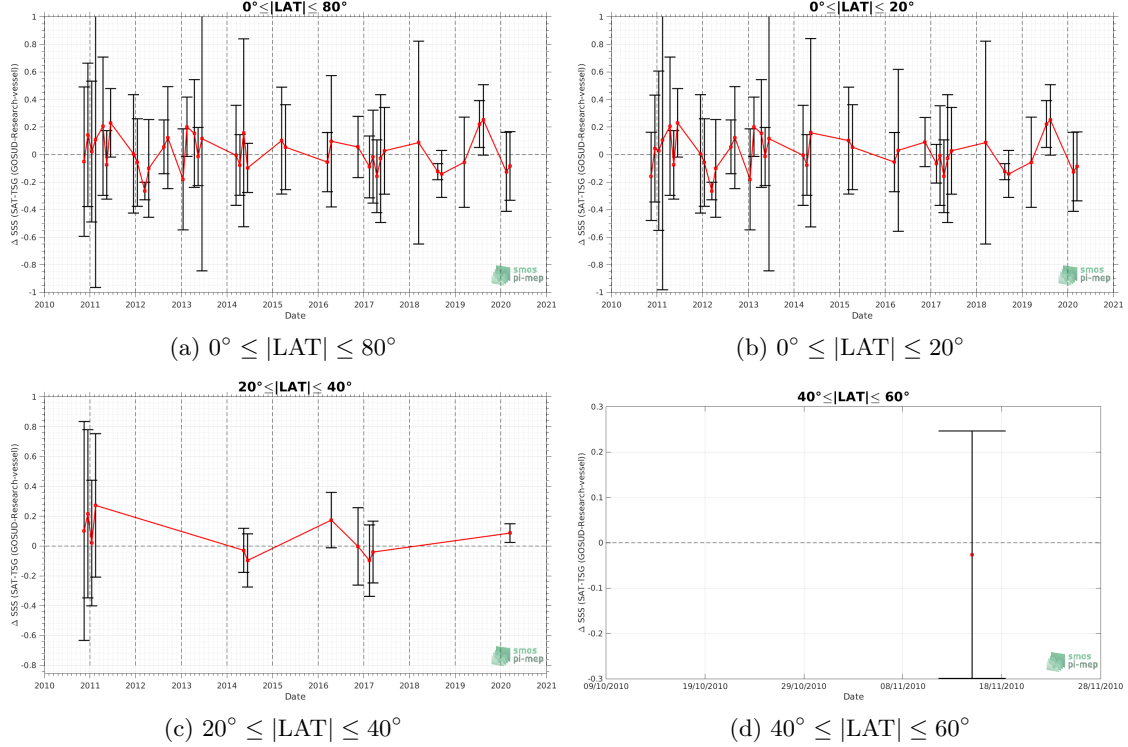 0°≤|LAT|≤ 80°
1
0.8
0.6
0.4
0.2
0
-0.2
-0.4
-0.6
-0.8
-1
Δ SSS (SAT-TSG (GOSUD-Research-vessel))
2010 2011 2012 2013 2014 2015 2016 2017 2018 2019 2020 2021
Date
smos
pi-mep
(a) 0° ≤ |LAT| ≤ 80°
0°≤|LAT|≤ 20°
1
0.8
0.6
0.4
0.2
0
-0.2
-0.4
-0.6
-0.8
-1
Δ SSS (SAT-TSG (GOSUD-Research-vessel))
2010 2011 2012 2013 2014 2015 2016 2017 2018 2019 2020 2021
Date
smos
pi-mep
(b) 0° ≤ |LAT| ≤ 20°
20°≤|LAT|≤ 40°
1
0.8
0.6
0.4
0.2
0
-0.2
-0.4
-0.6
-0.8
Δ SSS (SAT-TSG (GOSUD-Research-vessel))
2010 2011 2012 2013 2014 2015 2016 2017 2018 2019 2020 2021
Date
smos
pi-mep
(c) 20° ≤ |LAT| ≤ 40°
40°≤|LAT|≤ 60°
0.3
0.2
0.1
0
-0.1
-0.2
-0.3
Δ SSS (SAT-TSG (GOSUD-Research-vessel))
09/10/2010 19/10/2010 29/10/2010 08/11/2010 18/11/2010 28/11/2010
Date
smos
pi-mep
(d) 40° ≤ |LAT| ≤ 60°